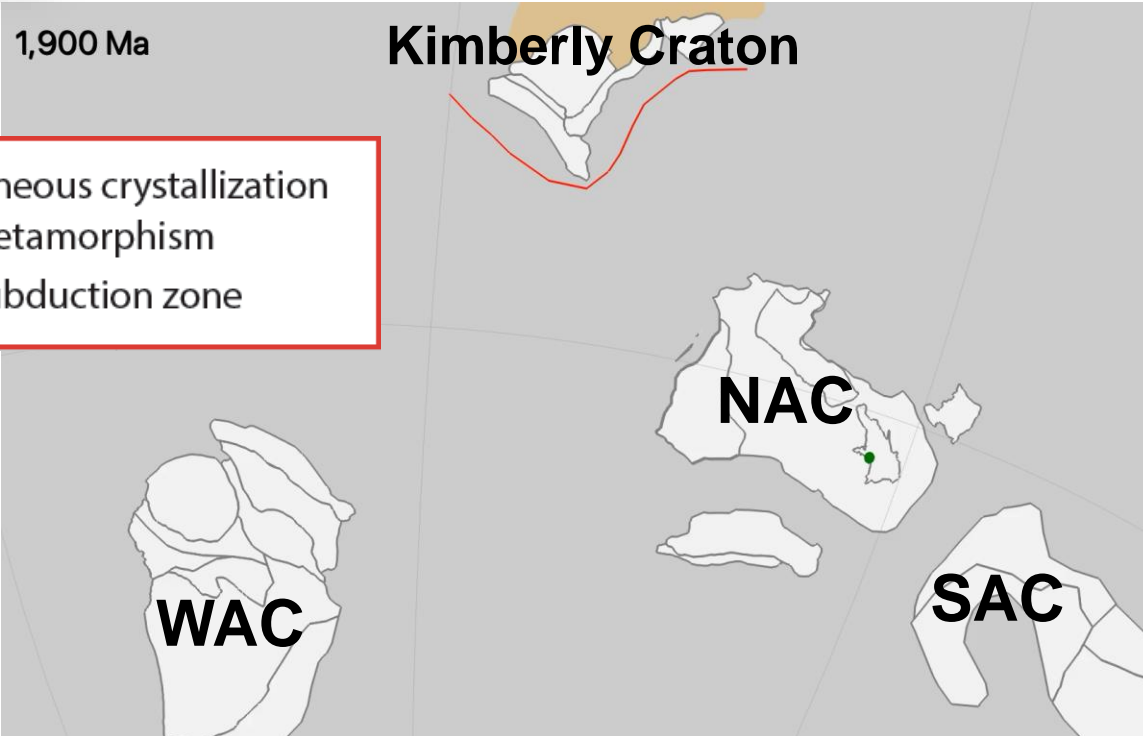 1,900 Ma
Kimberly Craton
neous crystallization
etamorphism
bduction zone
NAC
WAC
SAC